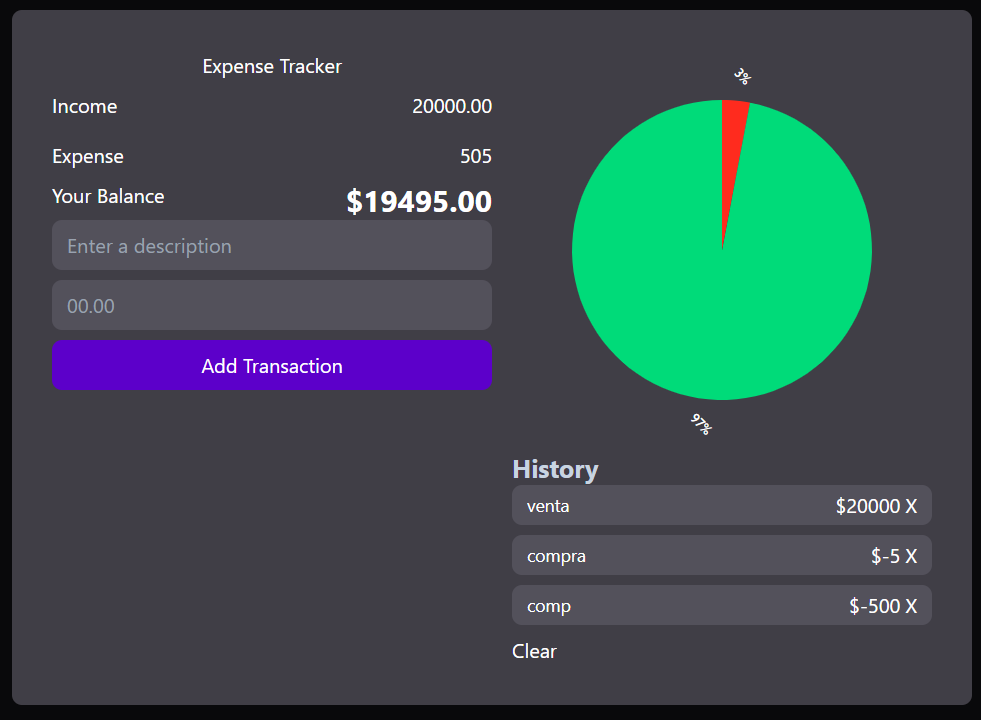 Expense Tracker
Income 20000.00
Expense 505
Your Balance $19495.00
Enter a description
00.00
Add Transaction
3%
97%
History
venta $20000 X
compra $-5 X
comp $-500 X
Clear